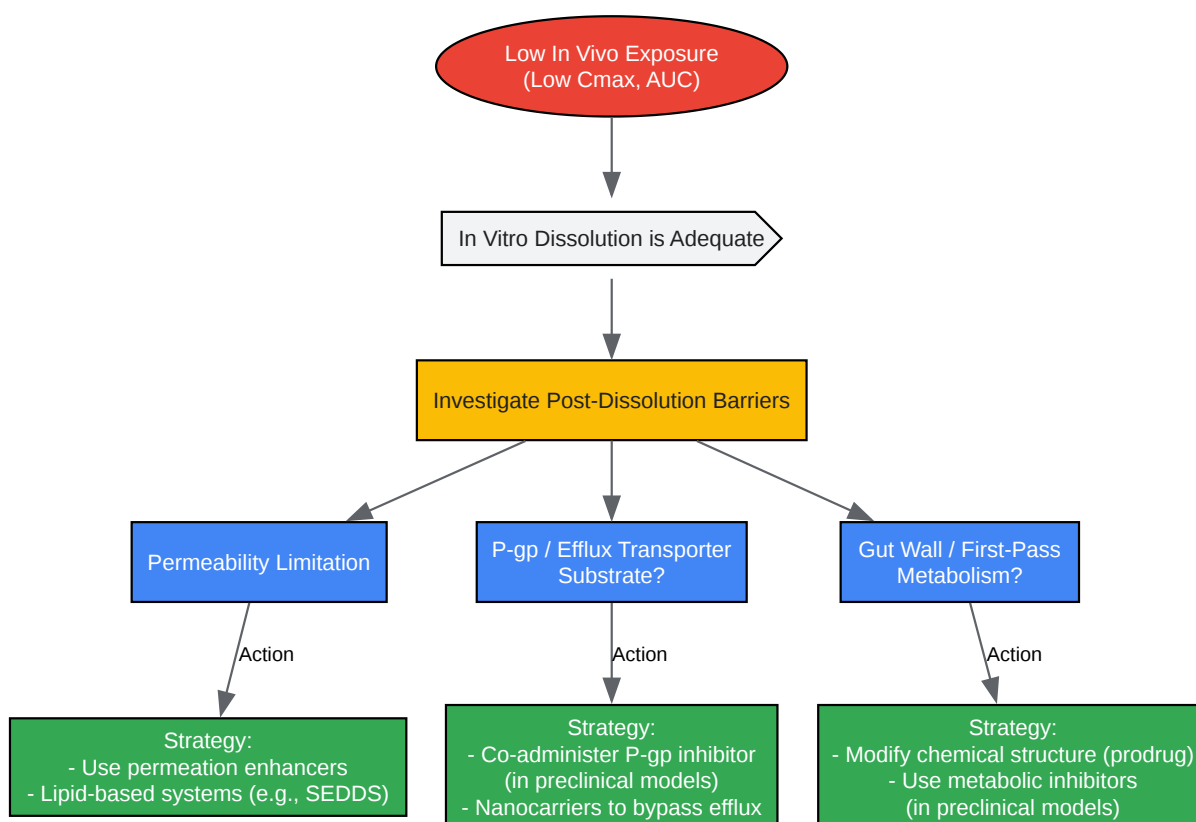 Low In Vivo Exposure
(Low Cmax, AUC)
In Vitro Dissolution is Adequate
Investigate Post-Dissolution Barriers
Permeability Limitation
P-gp / Efflux Transporter
Substrate?
Gut Wall / First-Pass
Metabolism?
Action
Action
Action
Strategy:
- Use permeation enhancers
- Lipid-based systems (e.g., SEDDS)
Strategy:
- Co-administer P-gp inhibitor
(in preclinical models)
- Nanocarriers to bypass efflux
Strategy:
- Modify chemical structure (prodrug)
- Use metabolic inhibitors
(in preclinical models)